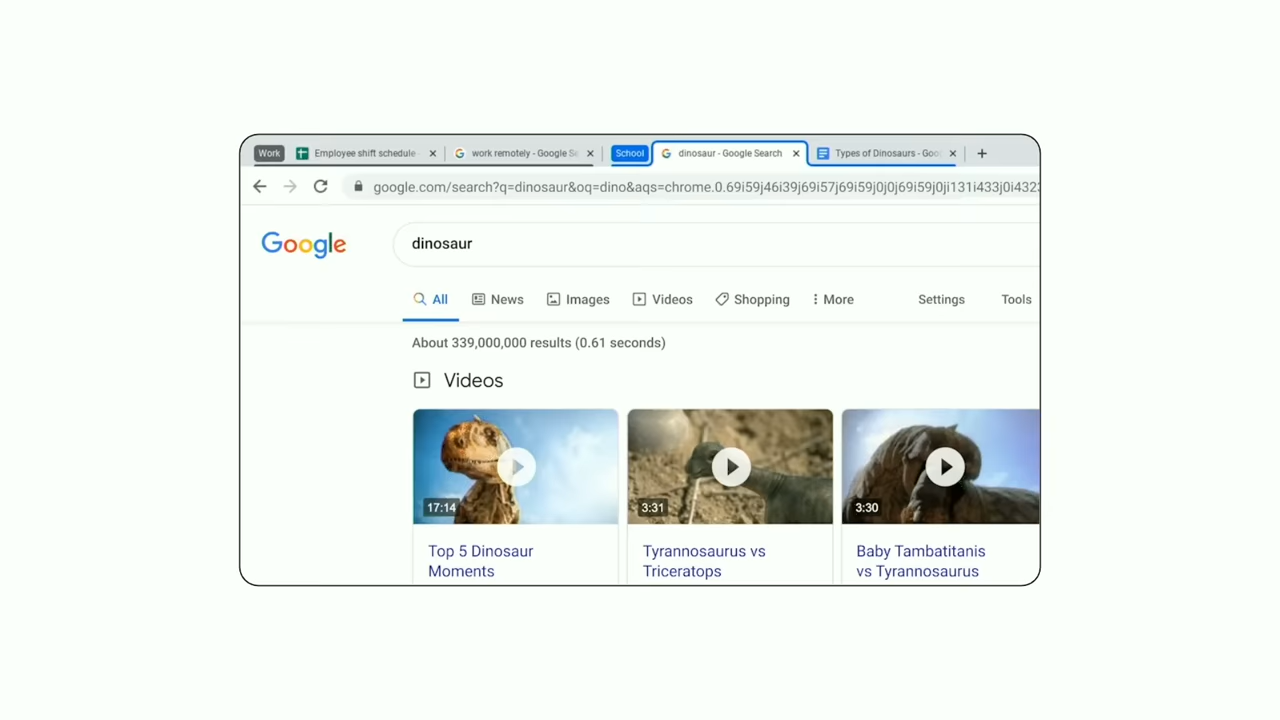 Work Employee shift schedule work remotely - Google Se School dinosaur - Google Search Types of Dinosaurs - Goog
google.com/search?q=dinosaur&oq=dino&aqs=chrome.0.69i59j46i39j69i57j69i59j0j0j69i59j0ji131i433j0i4323
Google dinosaur
All News Images Videos Shopping More Settings Tools
About 339,000,000 results (0.61 seconds)
Videos
17:14 3:31 3:30
Top 5 Dinosaur Moments
Tyrannosaurus vs Triceratops
Baby Tambatitanis vs Tyrannosaurus